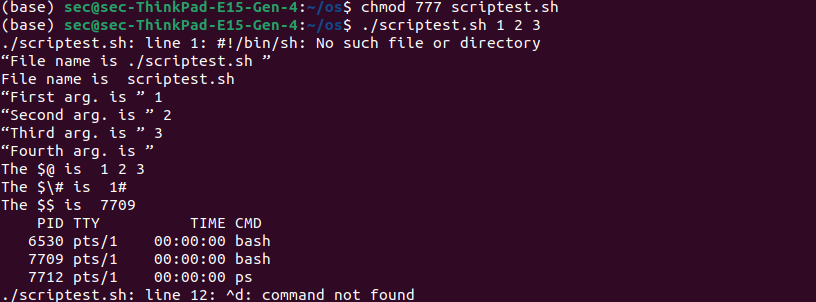 (base) sec@sec-ThinkPad-E15-Gen-4:~/os$ chmod 777 scriptest.sh
(base) sec@sec-ThinkPad-E15-Gen-4:~/os$ ./scriptest.sh 1 2 3
./scriptest.sh: line 1: #!/bin/sh: No such file or directory
“File name is ./scriptest.sh ”
File name is  scriptest.sh
“First arg. is ” 1
“Second arg. is ” 2
“Third arg. is ” 3
“Fourth arg. is ”
The $@ is  1 2 3
The $\# is  1#
The $$ is  7709
    PID TTY          TIME CMD
   6530 pts/1    00:00:00 bash
   7709 pts/1    00:00:00 bash
   7712 pts/1    00:00:00 ps
./scriptest.sh: line 12: ^d: command not found